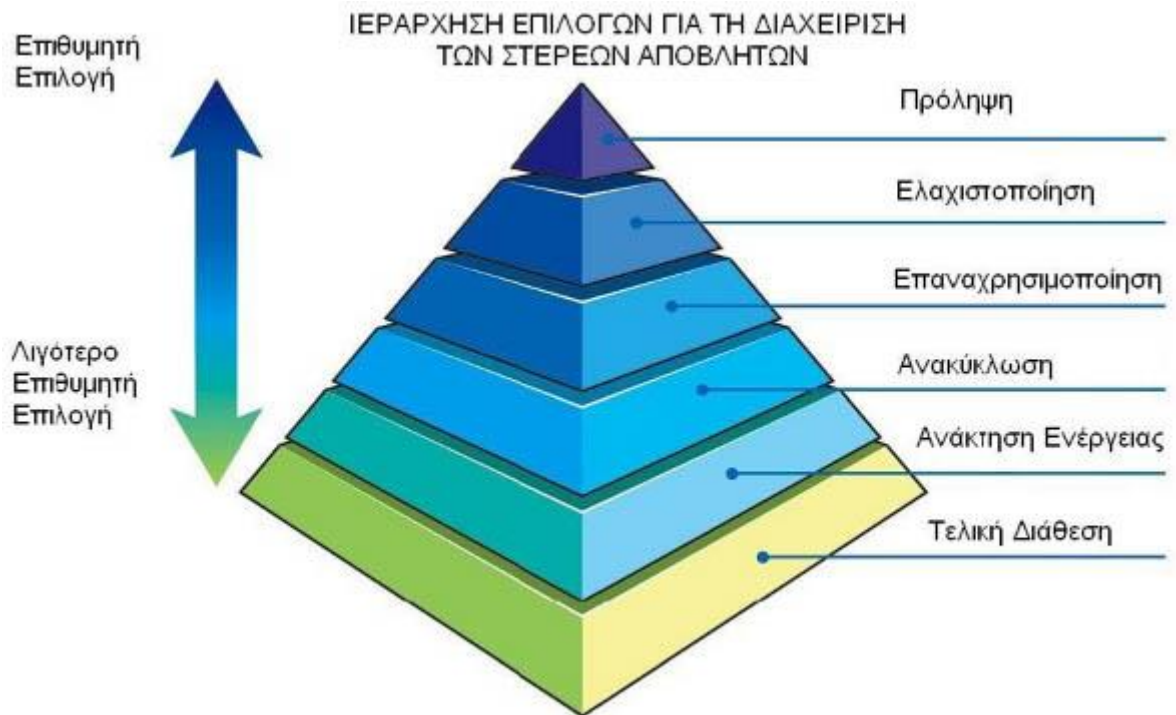 ΙΕΡΑΡΧΗΣΗ ΕΠΙΛΟΓΩΝ ΓΙΑ ΤΗ ΔΙΑΧΕΙΡΙΣΗ
ΤΩΝ ΣΤΕΡΕΩΝ ΑΠΟΒΛΗΤΩΝ
Επιθυμητή
Επιλογή
Πρόληψη
Ελαχιστοποίηση
Επαναχρησιμοποίηση
Λιγότερο
Επιθυμητή
Επιλογή
Ανακύκλωση
Ανάκτηση Ενέργειας
Τελική Διάθεση